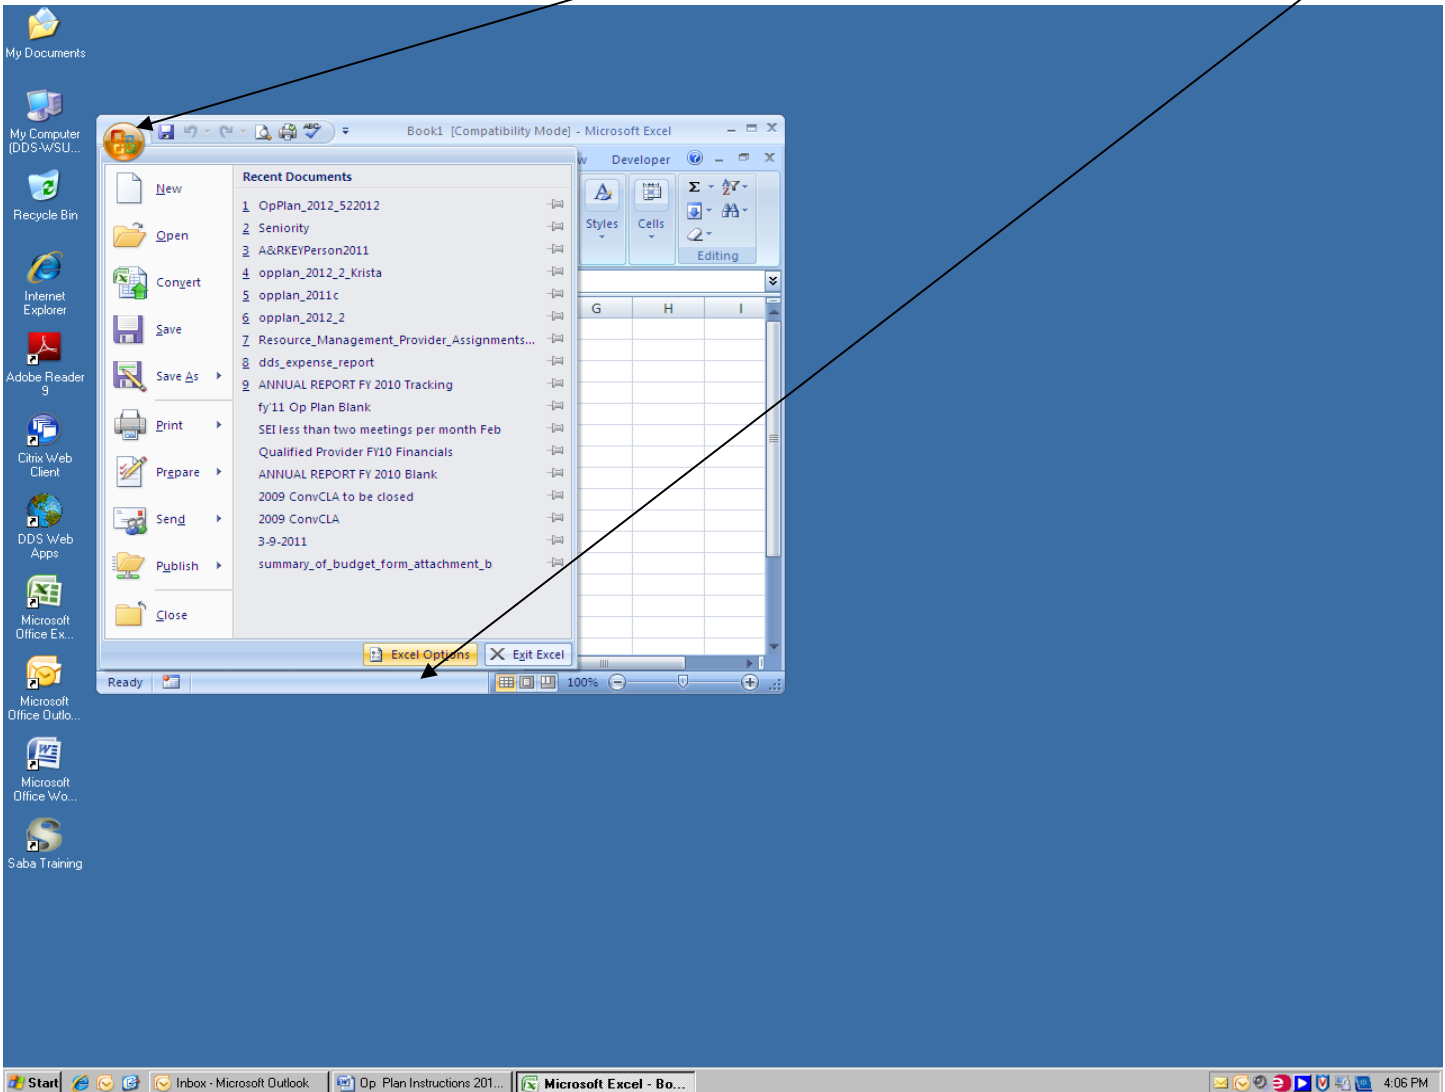 My Documents
My Computer
(DDS-WSU...
Recycle Bin
Internet
Explorer
Adobe Reader
9
Citrix Web
Client
DDS Web
Apps
Microsoft
Office Ex...
Microsoft
Office Outlo...
Microsoft
Office Wo...
Saba Training
ABC
Book1 [Compatibility Mode] - Microsoft Excel
w Developer
New
Open
Convert
Save
Save As
Print
Prepare
Send
Publish
Close
Recent Documents
1 OpPlan_2012_522012
2 Seniority
3 A&RKEYPerson2011
4 opplan_2012_2_Krista
5 opplan_2011c
6 opplan_2012_2
7 Resource_Management_Provider_Assignments...
8 dds_expense_report
9 ANNUAL REPORT FY 2010 Tracking
fy'11 Op Plan Blank
SEI less than two meetings per month Feb
Qualified Provider FY10 Financials
ANNUAL REPORT FY 2010 Blank
2009 ConvCLA to be closed
2009 ConvCLA
3-9-2011
summary_of_budget_form_attachment_b
Excel Options
Exit Excel
Styles
Cells
Σ
Editing
G H I
Ready
100%
Start
Inbox - Microsoft Outlook
Op Plan Instructions 201...
Microsoft Excel - Bo...
4:06 PM